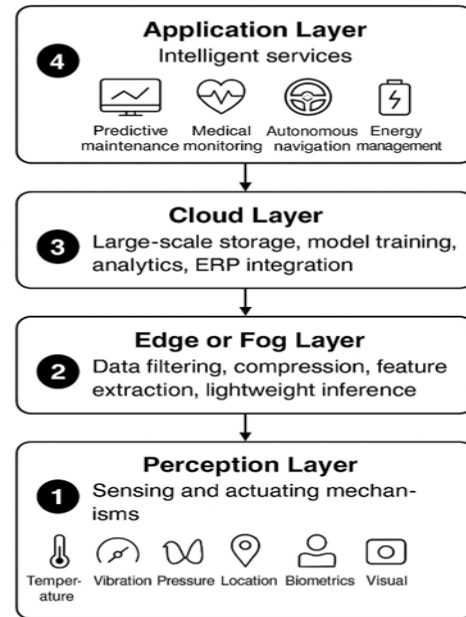 Application Layer
Intelligent services
4
Predictive maintenance
Medical monitoring
Autonomous navigation
Energy management
Cloud Layer
3
Large-scale storage, model training,
analytics, ERP integration
Edge or Fog Layer
2
Data filtering, compression, feature
extraction, lightweight inference
Perception Layer
1
Sensing and actuating mechan-
isms
Temper-
ature
Vibration
Pressure
Location
Biometrics
Visual